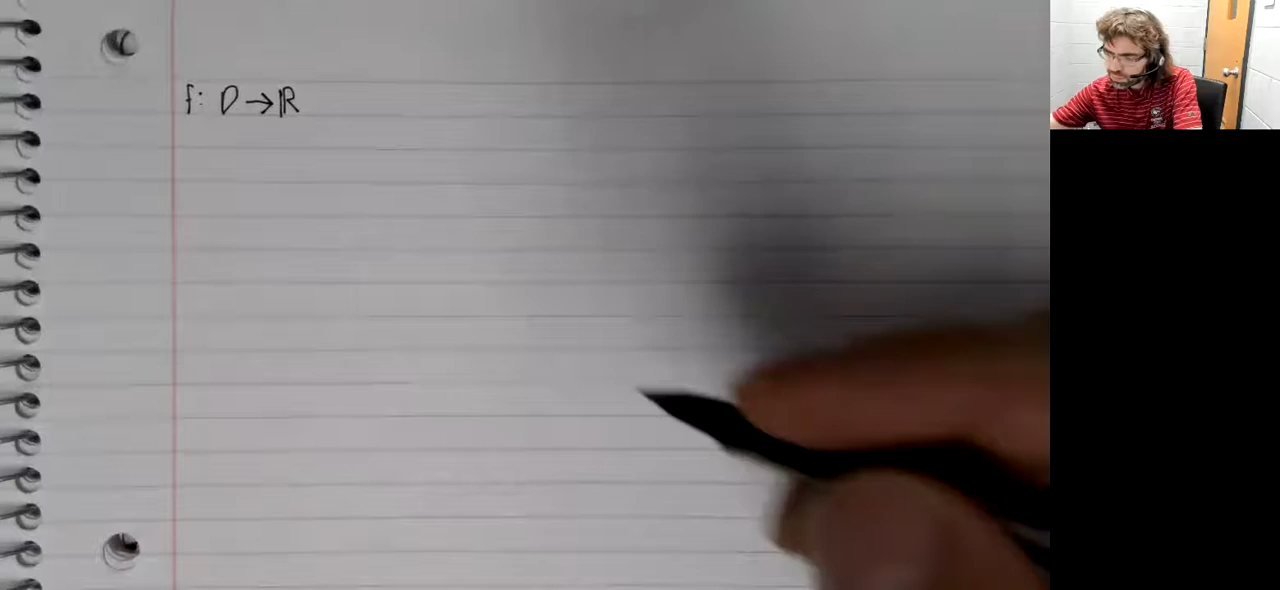 f: D → ℝ